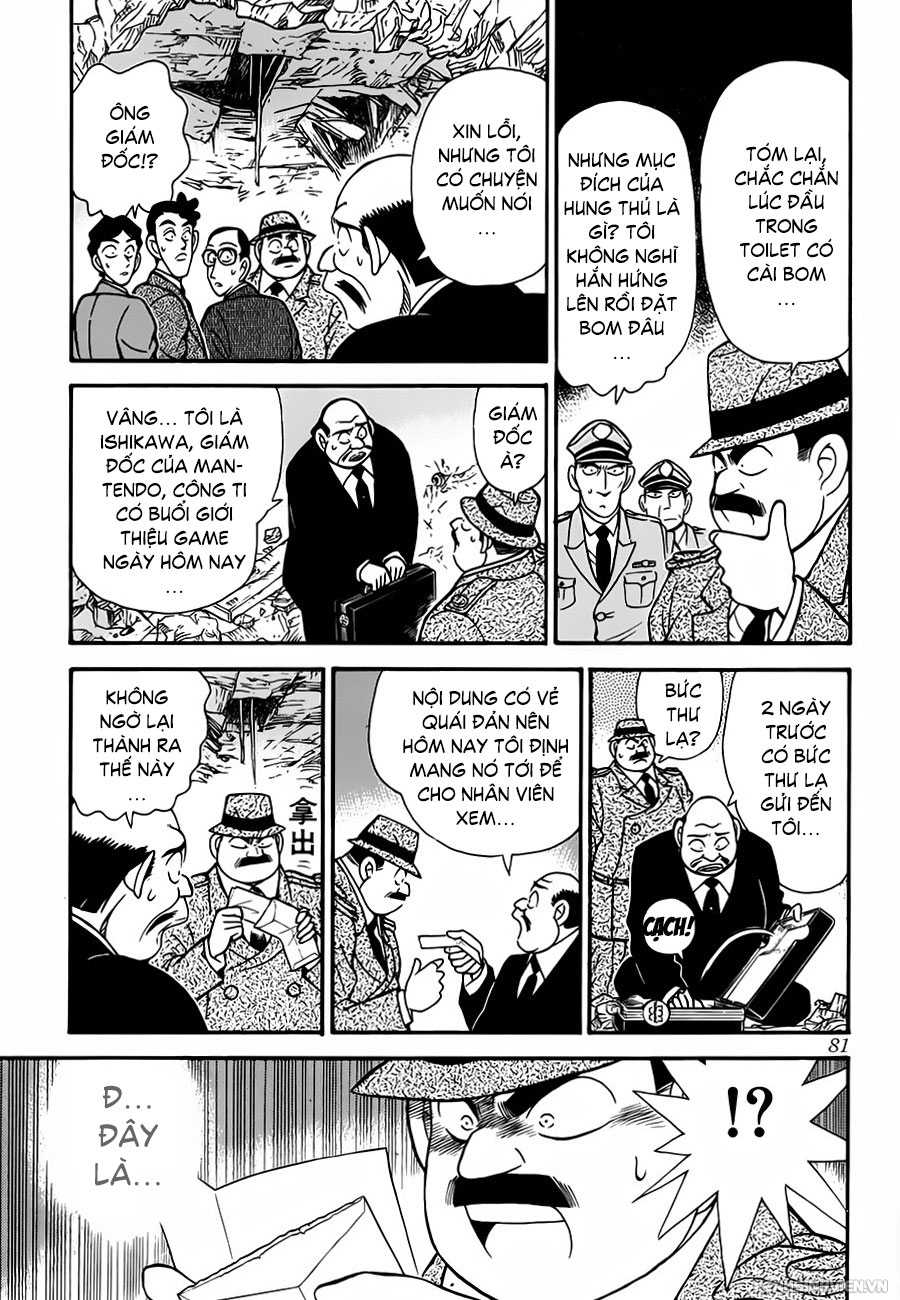 TÓM LẠI,
CHẮC CHẮN
LÚC ĐẦU
TRONG
TOILET CÓ
CÀI BOM
...
NHƯNG MỤC
ĐÍCH CỦA
HUNG THỦ LÀ
GÌ? TÔI
KHÔNG NGHĨ
HẮN HỨNG
LÊN RỒI ĐẶT
BOM ĐÂU
...
XIN LỖI,
NHƯNG TÔI
CÓ CHUYỆN
MUỐN NÓI
...
ÔNG
GIÁM
ĐỐC!?
GIÁM
ĐỐC
À?
VÂNG... TÔI LÀ
ISHIKAWA, GIÁM
ĐỐC CỦA MAN-
TENDO, CÔNG TI
CÓ BUỔI GIỚI
THIỆU GAME
NGÀY HÔM NAY
...
2 NGÀY
TRƯỚC
CÓ BỨC
THƯ LẠ
GỬI ĐẾN
TÔI...
BỨC
THƯ
LẠ?
CẠCH!
NỘI DUNG CÓ VẺ
QUÁI ĐẢN NÊN
HÔM NAY TÔI ĐỊNH
MANG NÓ TỚI ĐỂ
CHO NHÂN VIÊN
XEM...
KHÔNG
NGỜ LẠI
THÀNH RA
THẾ NÀY
...
拿出
81
!?
Đ...
ĐÂY
LÀ...